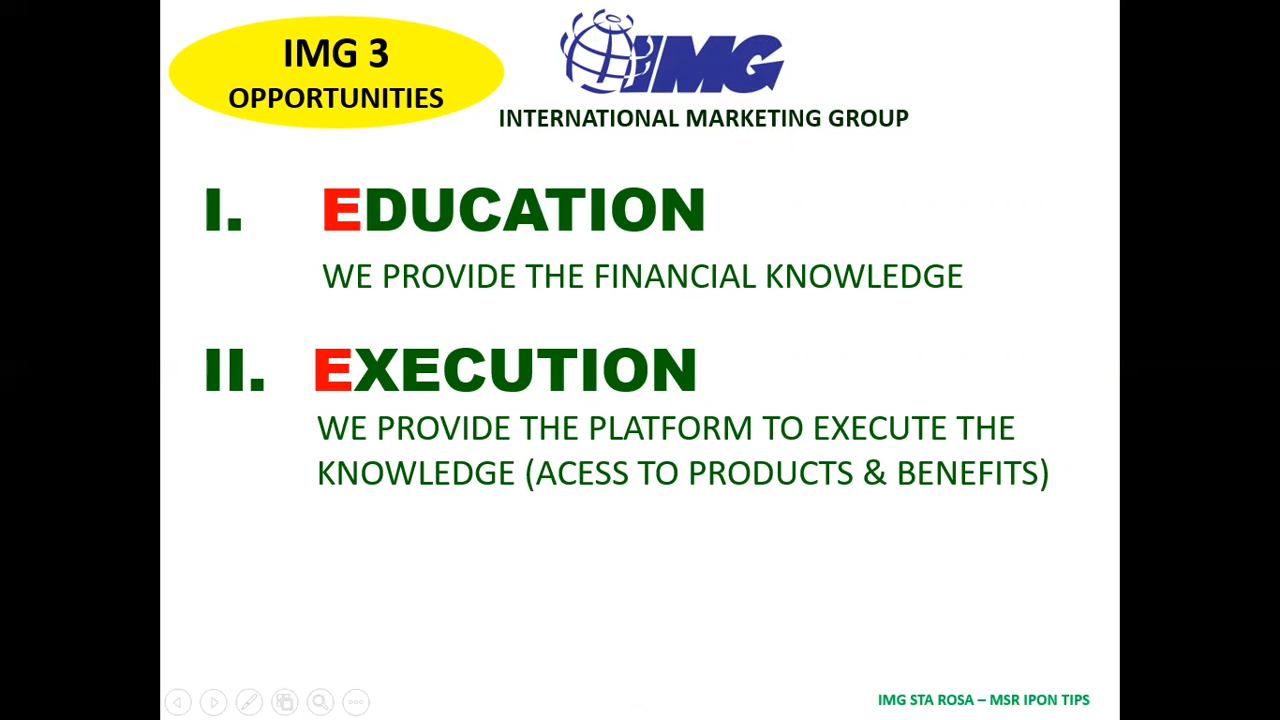 IMG 3
OPPORTUNITIES
IMG
INTERNATIONAL MARKETING GROUP
I. EDUCATION
WE PROVIDE THE FINANCIAL KNOWLEDGE
II. EXECUTION
WE PROVIDE THE PLATFORM TO EXECUTE THE
KNOWLEDGE (ACESS TO PRODUCTS & BENEFITS)
IMG STA ROSA – MSR IPON TIPS